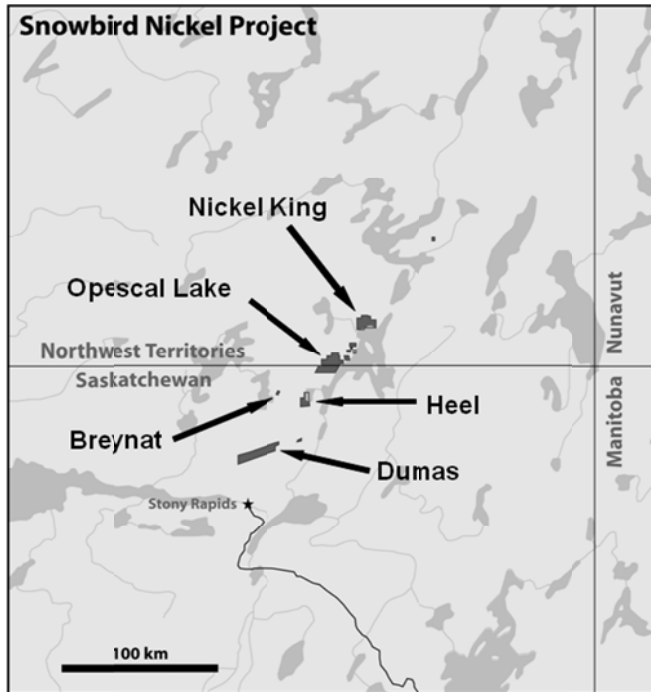 Snowbird Nickel Project
Nickel King
Opescal Lake
Northwest Territories
Saskatchewan
Nunavut
Manitoba
Breynat
Heel
Dumas
Stony Rapids
100 km